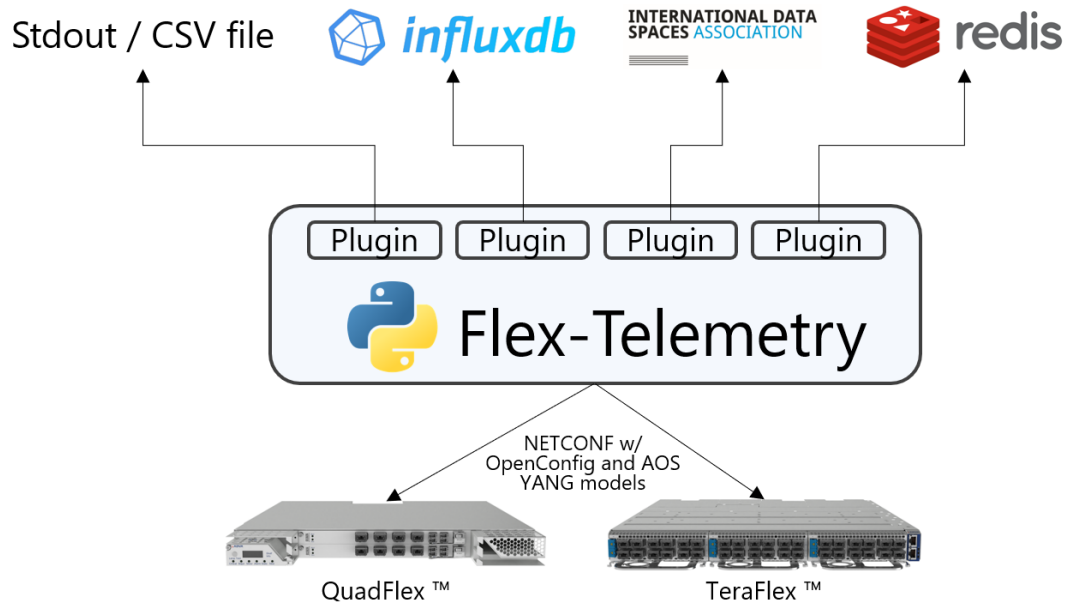 Stdout / CSV file
influxdb
INTERNATIONAL DATA
SPACES ASSOCIATION
redis
Plugin
Plugin
Plugin
Plugin
Flex-Telemetry
NETCONF w/
OpenConfig and AOS
YANG models
QuadFlex ™
TeraFlex ™